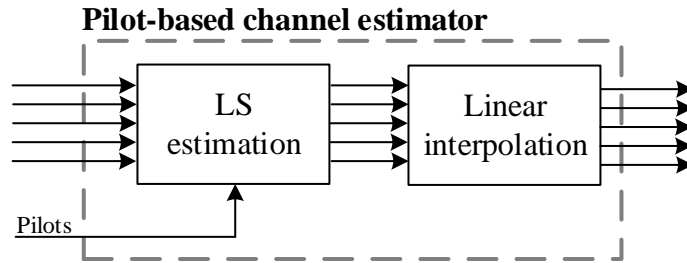 Pilot-based channel estimator
LS
estimation
Linear
interpolation
Pilots